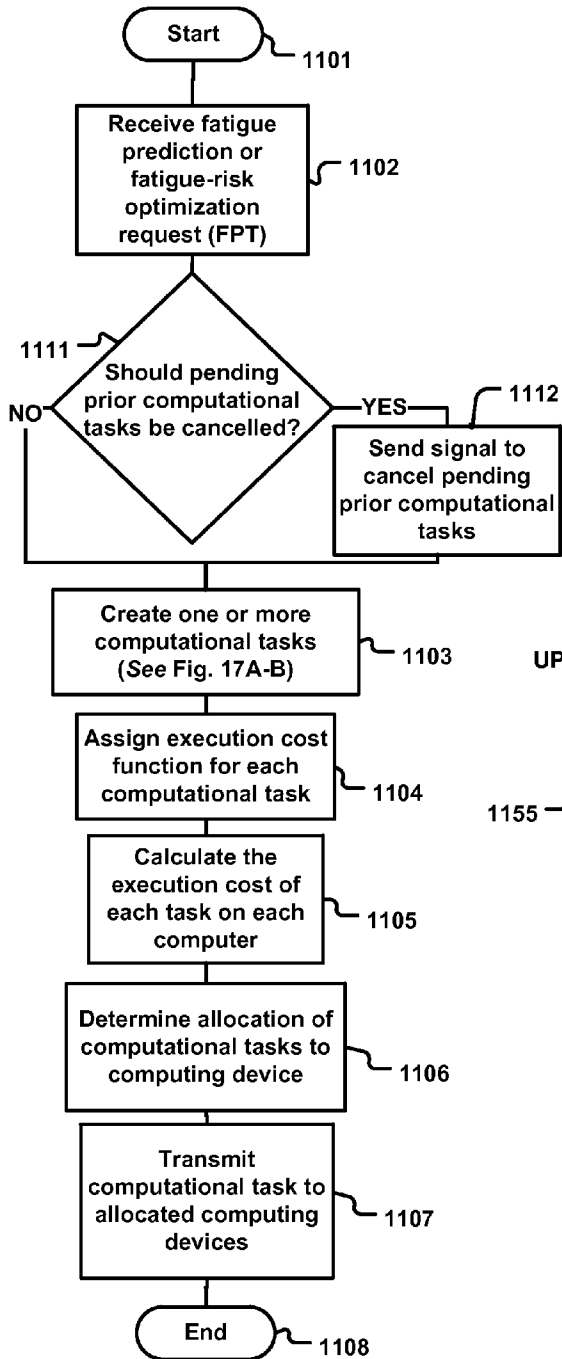 Start
1101
Receive fatigue
prediction or
fatigue-risk
optimization
request (FPT)
1102
1111
Should pending
prior computational
tasks be cancelled?
NO
YES
1112
Send signal to
cancel pending
prior computational
tasks
Create one or more
computational tasks
(See Fig. 17A-B)
1103
UP
Assign execution cost
function for each
computational task
1104
1155
Calculate the
execution cost of
each task on each
computer
1105
Determine allocation of
computational tasks to
computing device
1106
Transmit
computational task to
allocated computing
devices
1107
End
1108